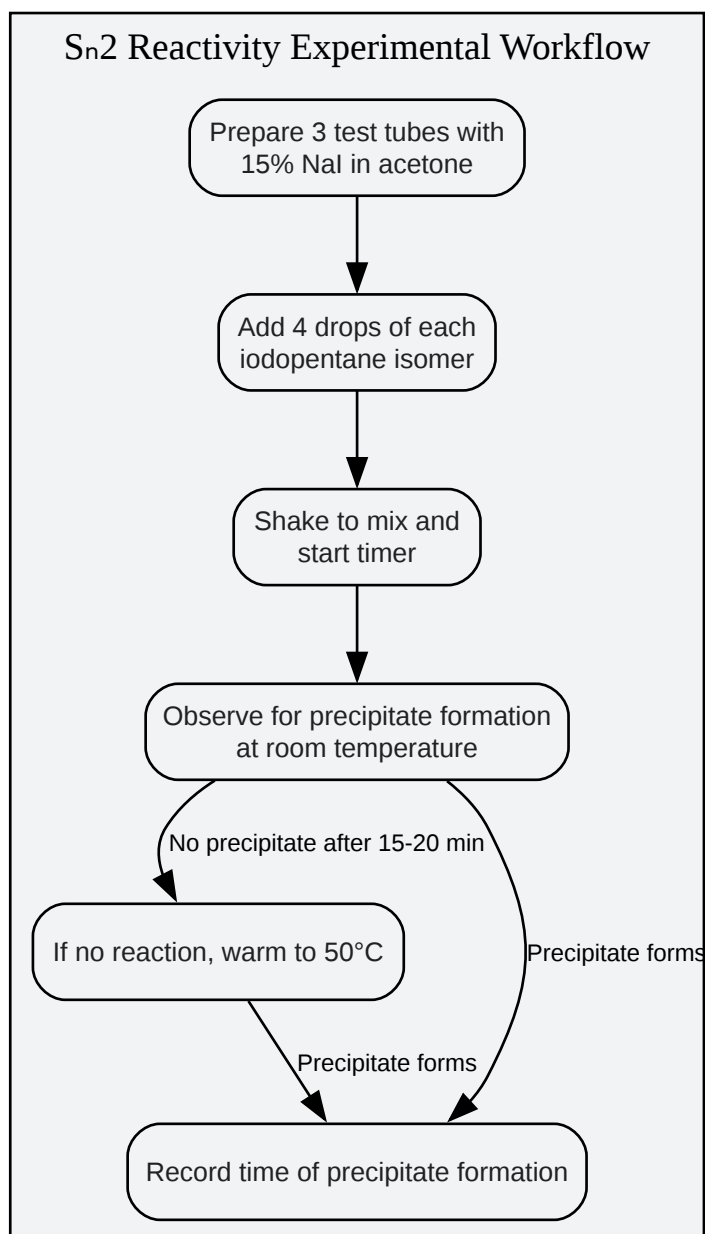 Sₙ2 Reactivity Experimental Workflow
Prepare 3 test tubes with
15% NaI in acetone
Add 4 drops of each
iodopentane isomer
Shake to mix and
start timer
Observe for precipitate formation
at room temperature
No precipitate after 15-20 min
If no reaction, warm to 50°C
Precipitate forms
Precipitate forms
Record time of precipitate formation